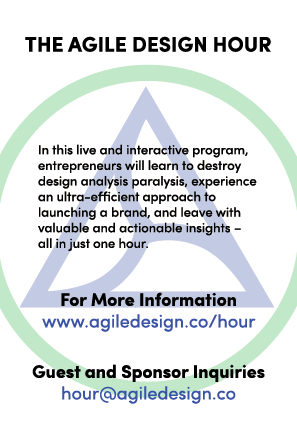 THE AGILE DESIGN HOUR
In this live and interactive program,
entrepreneurs will learn to destroy
design analysis paralysis, experience
an ultra-efficient approach to
launching a brand, and leave with
valuable and actionable insights –
all in just one hour.
For More Information
www.agiledesign.co/hour
Guest and Sponsor Inquiries
hour@agiledesign.co